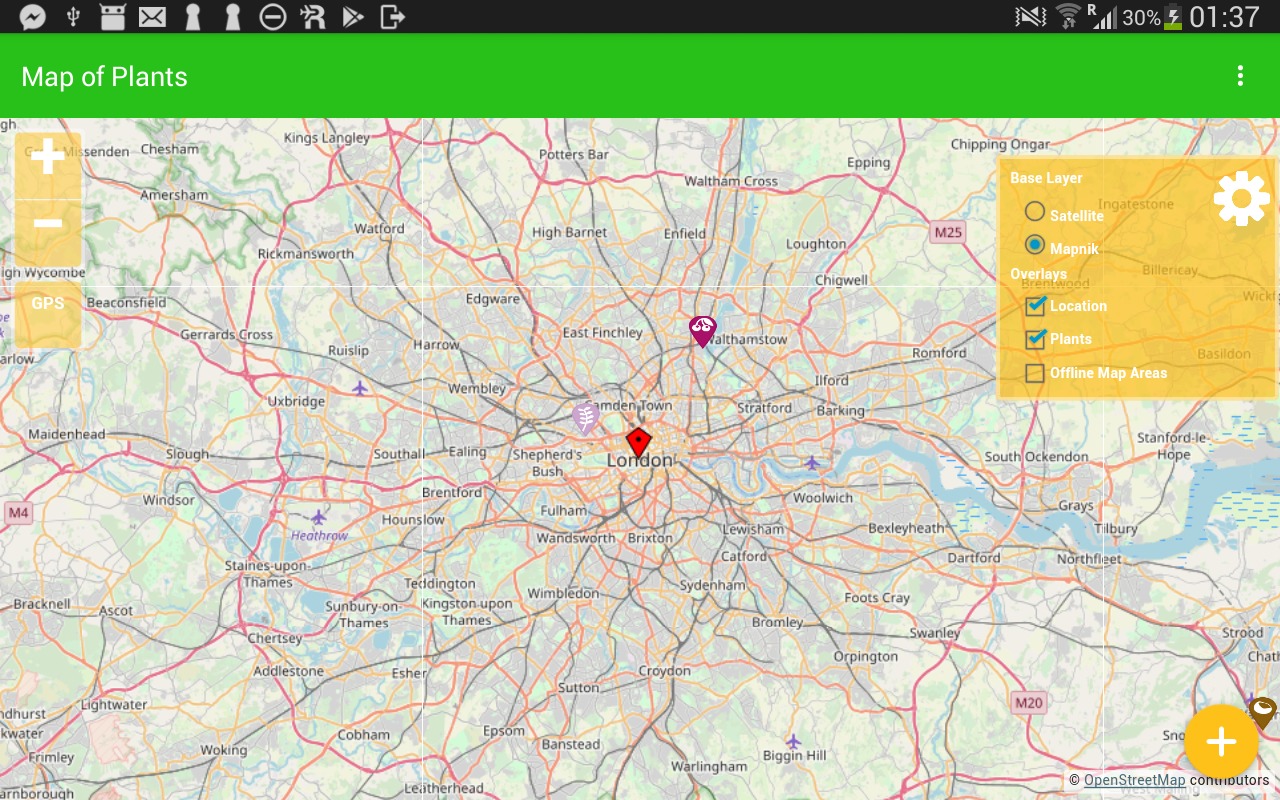 R 30% 01:37
Map of Plants
Chipping Ongar
Kings Langley
Chesham
Potters Bar
Epping
Waltham Cross
Amersham
Ingatestone
Watford
High Barnet
Enfield
M25
Loughton
Rickmansworth
Billericay
Chigwell
Brentwood
Base Layer
Satellite
Mapnik
Overlays
Location
Plants
Offline Map Areas
GPS
Beaconsfield
Edgware
Gerrards Cross
East Finchley
Walthamstow
Harrow
Ruislip
Romford
Basildon
Wembley
Ilford
Uxbridge
Camden Town
Stratford
Barking
Maidenhead
Stanford-le-
Hope
Slough
Southall
Ealing
Shepherd's
Bush
London
South Ockendon
Windsor
Brentford
Woolwich
Grays
M4
Fulham
Hounslow
Heathrow
Lewisham
Bexleyheath
Tilbury
Wandsworth
Brixton
Catford
Dartford
Northfleet
Staines-upon-
Thames
Teddington
Wimbledon
Sydenham
Foots Cray
Bracknell
Ascot
Sunbury-on-
Thames
Kingston-upon
Thames
Bromley
Swanley
Strood
Chertsey
Addlestone
Esher
Croydon
Orpington
Sutton
Lightwater
M20
Cobham
Epsom
Banstead
Biggin Hill
Woking
Frimley
Warlingham
Leatherhead
© OpenStreetMap contributors